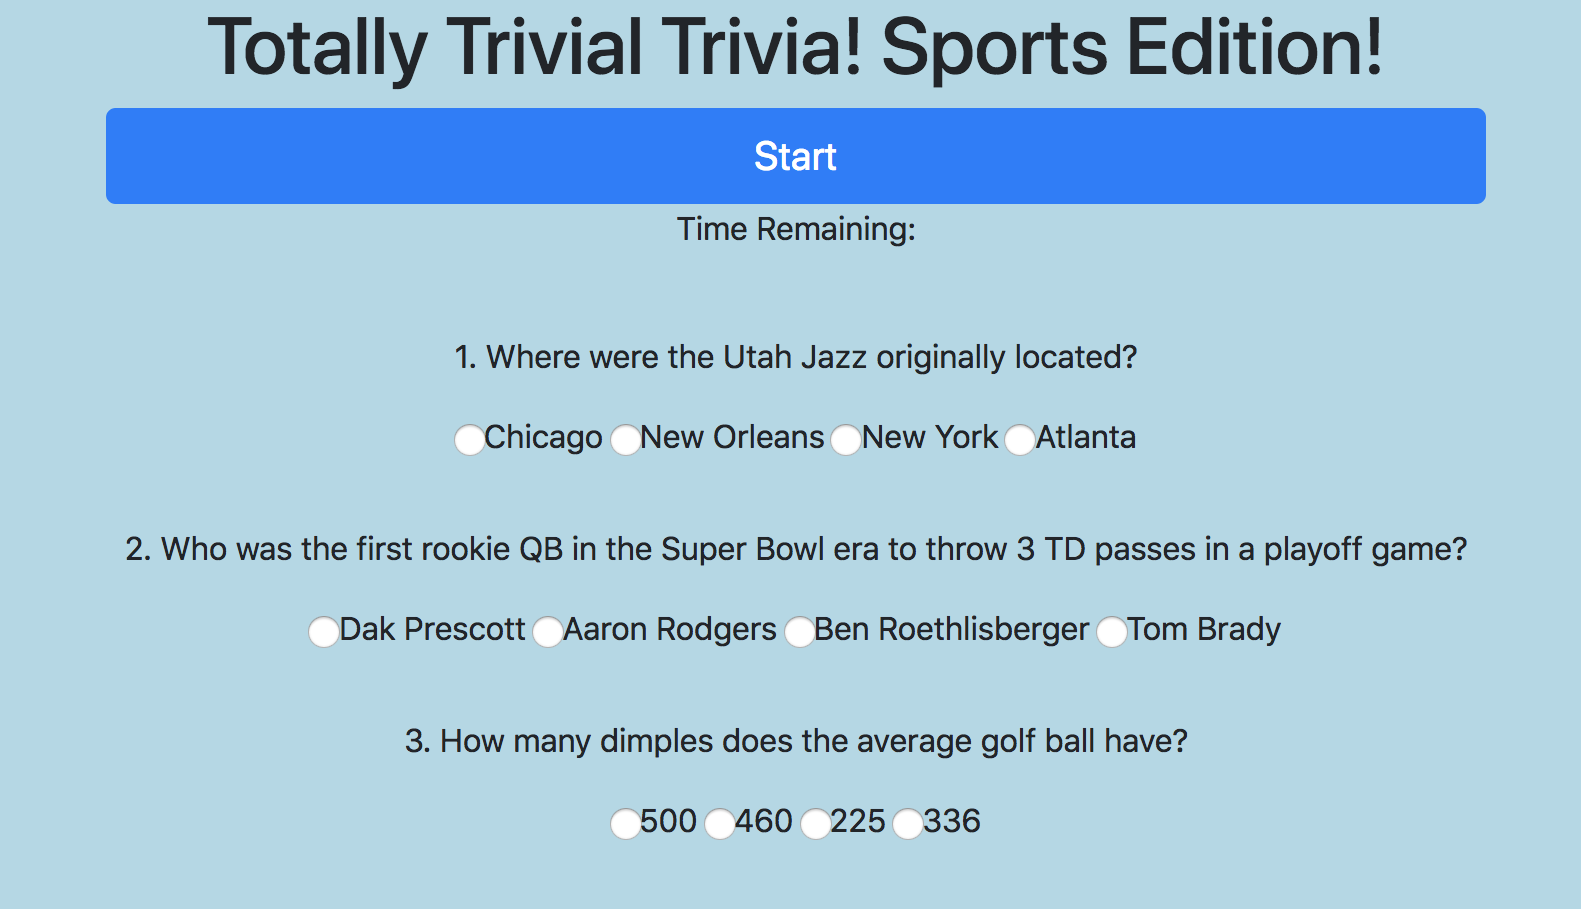 Totally Trivial Trivia! Sports Edition!
Start
Time Remaining:
1. Where were the Utah Jazz originally located?
Chicago New Orleans New York Atlanta
2. Who was the first rookie QB in the Super Bowl era to throw 3 TD passes in a playoff game?
Dak Prescott Aaron Rodgers Ben Roethlisberger Tom Brady
3. How many dimples does the average golf ball have?
500 460 225 336